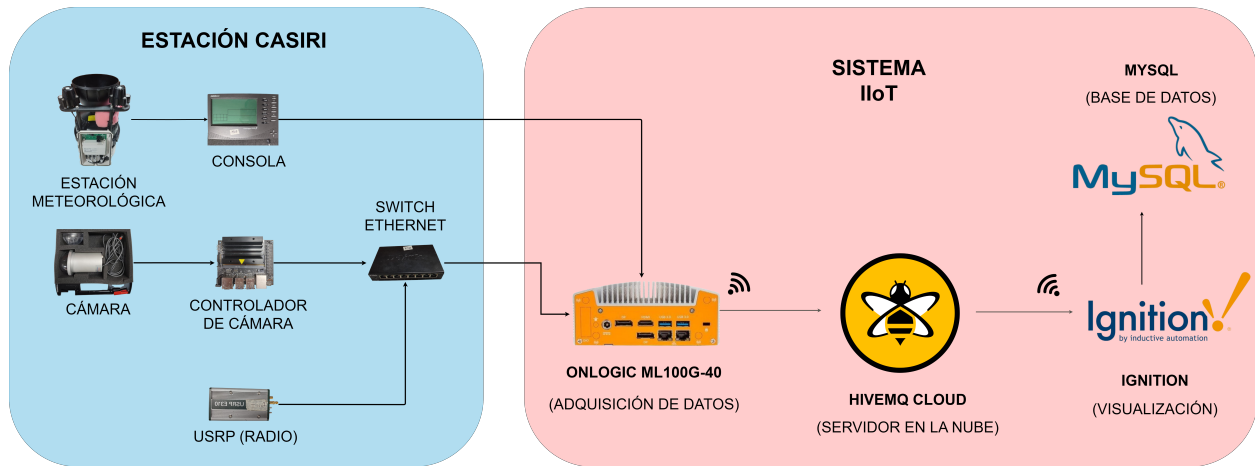 ESTACIÓN CASIRI
CONSOLA
ESTACIÓN
METEOROLÓGICA
SWITCH
ETHERNET
CÁMARA
CONTROLADOR
DE CÁMARA
USRP (RADIO)
SISTEMA
IIoT
MYSQL
(BASE DE DATOS)
MySQL®
ONLOGIC ML100G-40
(ADQUISICIÓN DE DATOS)
HIVEMQ CLOUD
(SERVIDOR EN LA NUBE)
Ignition!
by inductive automation
IGNITION
(VISUALIZACIÓN)